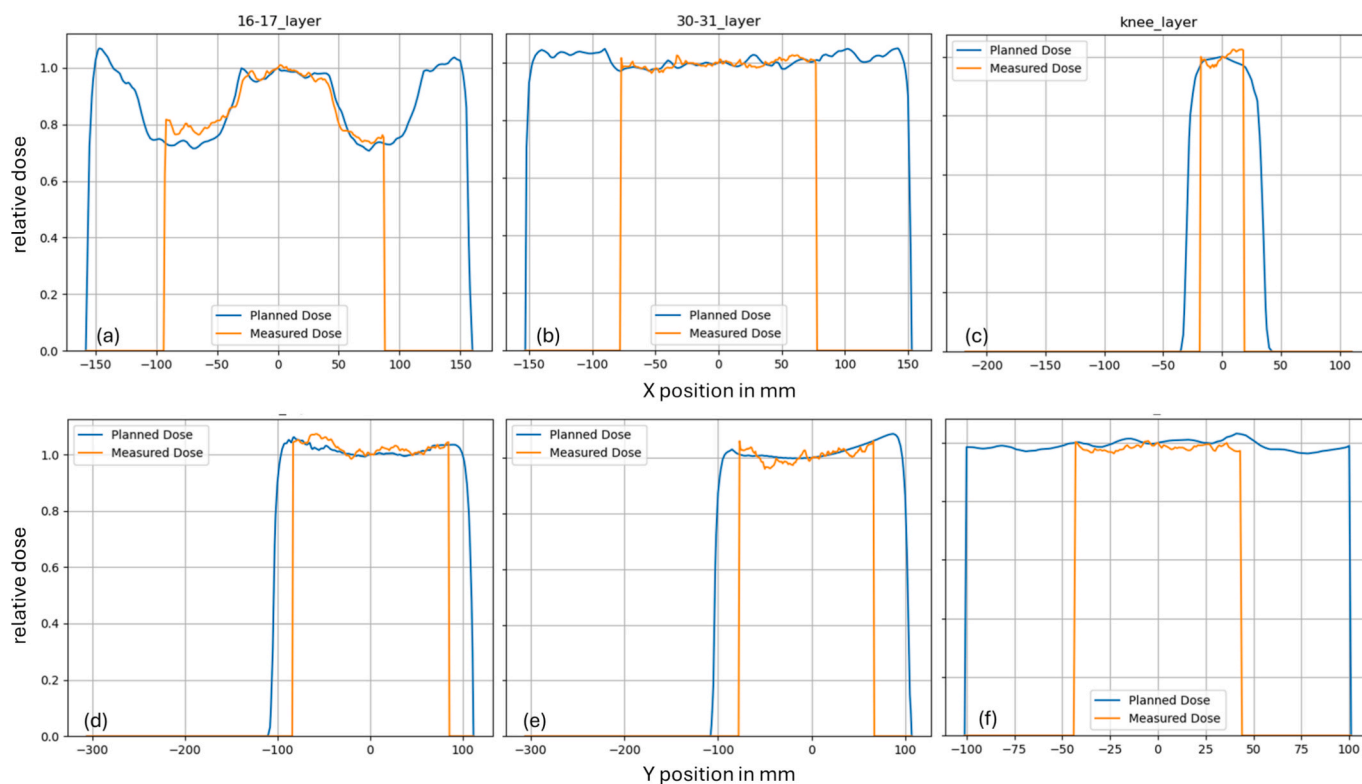 16-17_layer
30-31_layer
knee_layer
relative dose
1.0
0.8
0.6
0.4
0.2
0.0
Planned Dose
Measured Dose
(a)
−150 −100 −50 0 50 100 150
Planned Dose
Measured Dose
(b)
−150 −100 −50 0 50 100 150
Planned Dose
Measured Dose
(c)
−200 −150 −100 −50 0 50 100
X position in mm
relative dose
1.0
0.8
0.6
0.4
0.2
0.0
Planned Dose
Measured Dose
(d)
−300 −200 −100 0 100
Planned Dose
Measured Dose
(e)
−300 −200 −100 0 100
Planned Dose
Measured Dose
(f)
−100 −75 −50 −25 0 25 50 75 100
Y position in mm